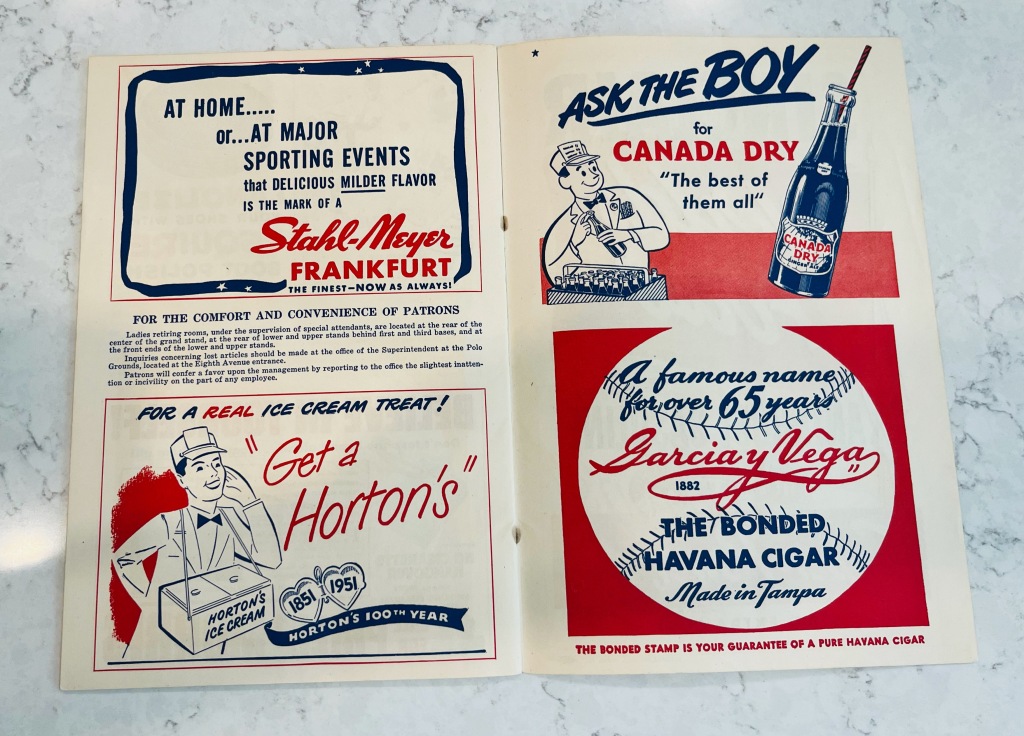 AT HOME.....
or...AT MAJOR
SPORTING EVENTS
that DELICIOUS MILDER FLAVOR
IS THE MARK OF A
Stahl-Meyer
FRANKFURT
THE FINEST—NOW AS ALWAYS!
FOR THE COMFORT AND CONVENIENCE OF PATRONS
Ladies retiring rooms, under the supervision of special attendants, are located at the rear of the
center of the grand stand, at the rear of lower and upper stands behind first and third bases, and at
the front ends of the lower and upper stands.
Inquiries concerning lost articles should be made at the office of the Superintendent at the Polo
Grounds, located at the Eighth Avenue entrance.
Patrons will confer a favor upon the management by reporting to the office the slightest inatten-
tion or incivility on the part of any employee.
FOR A REAL ICE CREAM TREAT!
"Get a
Horton's"
HORTON'S
ICE CREAM
1851 1951
HORTON'S 100TH YEAR
ASK THE BOY
for
CANADA DRY
"The best of
them all"
CANADA
DRY
GINGER ALE
A famous name
for over 65 years
Garcia y Vega
1882
THE BONDED
HAVANA CIGAR
Made in Tampa
THE BONDED STAMP IS YOUR GUARANTEE OF A PURE HAVANA CIGAR